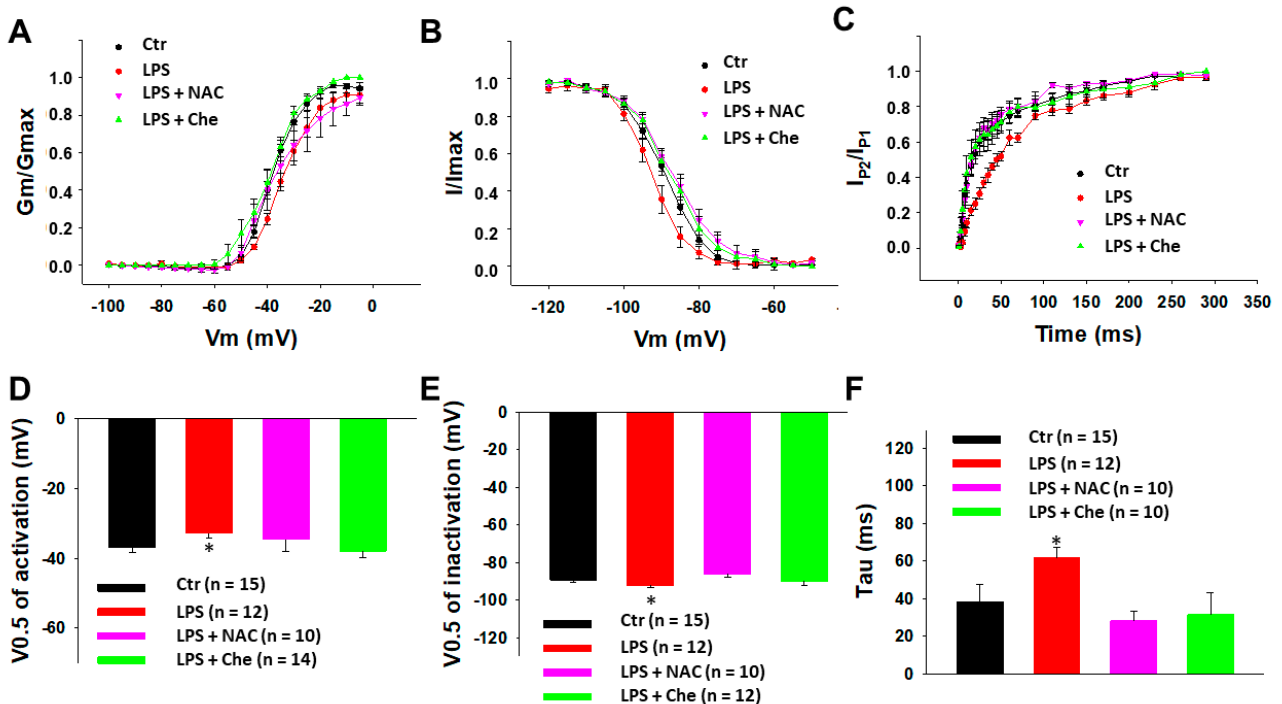 A
Ctr
LPS
LPS + NAC
LPS + Che
Gm/Gmax
1.0
0.8
0.6
0.4
0.2
0.0
-100
-80
-60
-40
-20
0
Vm (mV)
B
Ctr
LPS
LPS + NAC
LPS + Che
I/Imax
1.0
0.8
0.6
0.4
0.2
0.0
-120
-100
-80
-60
Vm (mV)
C
Ctr
LPS
LPS + NAC
LPS + Che
IP2/IP1
1.0
0.8
0.6
0.4
0.2
0.0
0
50
100
150
200
250
300
350
Time (ms)
D
V0.5 of activation (mV)
0
-20
-40
-60
*
Ctr (n = 15)
LPS (n = 12)
LPS + NAC (n = 10)
LPS + Che (n = 14)
E
V0.5 of inactivation (mV)
0
-20
-40
-60
-80
-100
-120
*
Ctr (n = 15)
LPS (n = 12)
LPS + NAC (n = 10)
LPS + Che (n = 12)
F
Tau (ms)
120
100
80
60
40
20
0
Ctr (n = 15)
LPS (n = 12)
LPS + NAC (n = 10)
LPS + Che (n = 10)
*